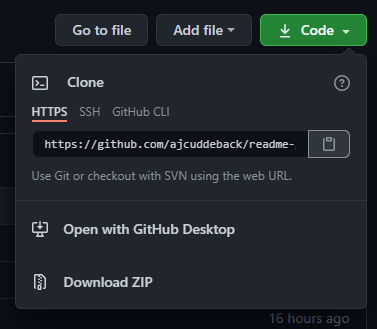 Go to file Add file Code
Clone
HTTPS SSH GitHub CLI
https://github.com/ajcuddeback/readme-
Use Git or checkout with SVN using the web URL.
Open with GitHub Desktop
Download ZIP
16 hours ago